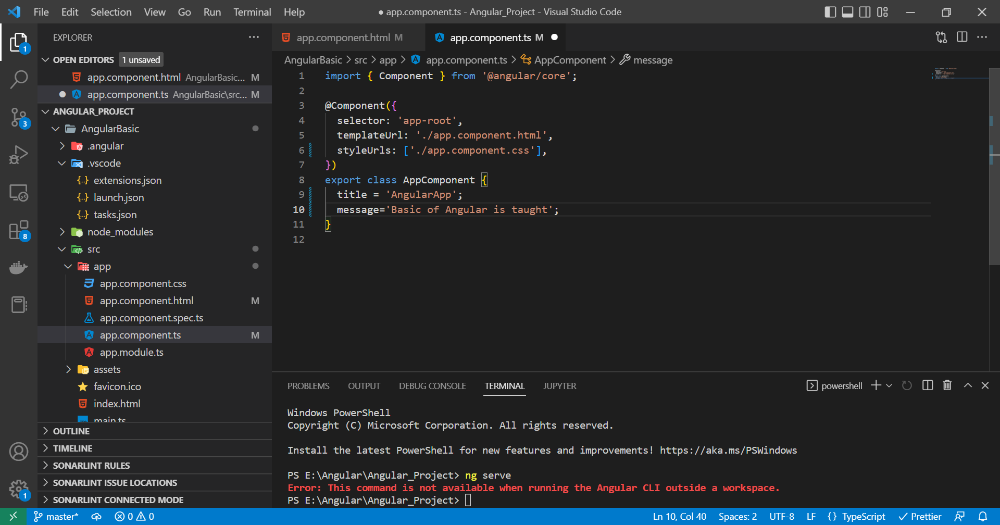 File Edit Selection View Go Run Terminal Help
● app.component.ts - Angular_Project - Visual Studio Code
EXPLORER
OPEN EDITORS 1 unsaved
app.component.html AngularBasic... M
app.component.ts AngularBasic\src... M
ANGULAR_PROJECT
AngularBasic
.angular
.vscode
extensions.json
launch.json
tasks.json
node_modules
src
app
app.component.css
app.component.html M
app.component.spec.ts
app.component.ts M
app.module.ts
assets
favicon.ico
index.html
main.ts
OUTLINE
TIMELINE
SONARLINT RULES
SONARLINT ISSUE LOCATIONS
SONARLINT CONNECTED MODE
1
3
8
1
app.component.html M
app.component.ts M
AngularBasic > src > app > app.component.ts > AppComponent > message
1 import { Component } from '@angular/core';
2
3 @Component({
4 selector: 'app-root',
5 templateUrl: './app.component.html',
6 styleUrls: ['./app.component.css'],
7 })
8 export class AppComponent {
9 title = 'AngularApp';
10 message='Basic of Angular is taught';
11 }
12
PROBLEMS OUTPUT DEBUG CONSOLE TERMINAL JUPYTER
powershell
Windows PowerShell
Copyright (C) Microsoft Corporation. All rights reserved.
Install the latest PowerShell for new features and improvements! https://aka.ms/PSWindows
PS E:\Angular\Angular_Project> ng serve
Error: This command is not available when running the Angular CLI outside a workspace.
PS E:\Angular\Angular_Project>
master* 0 0
Ln 10, Col 40 Spaces: 2 UTF-8 LF {} TypeScript Prettier